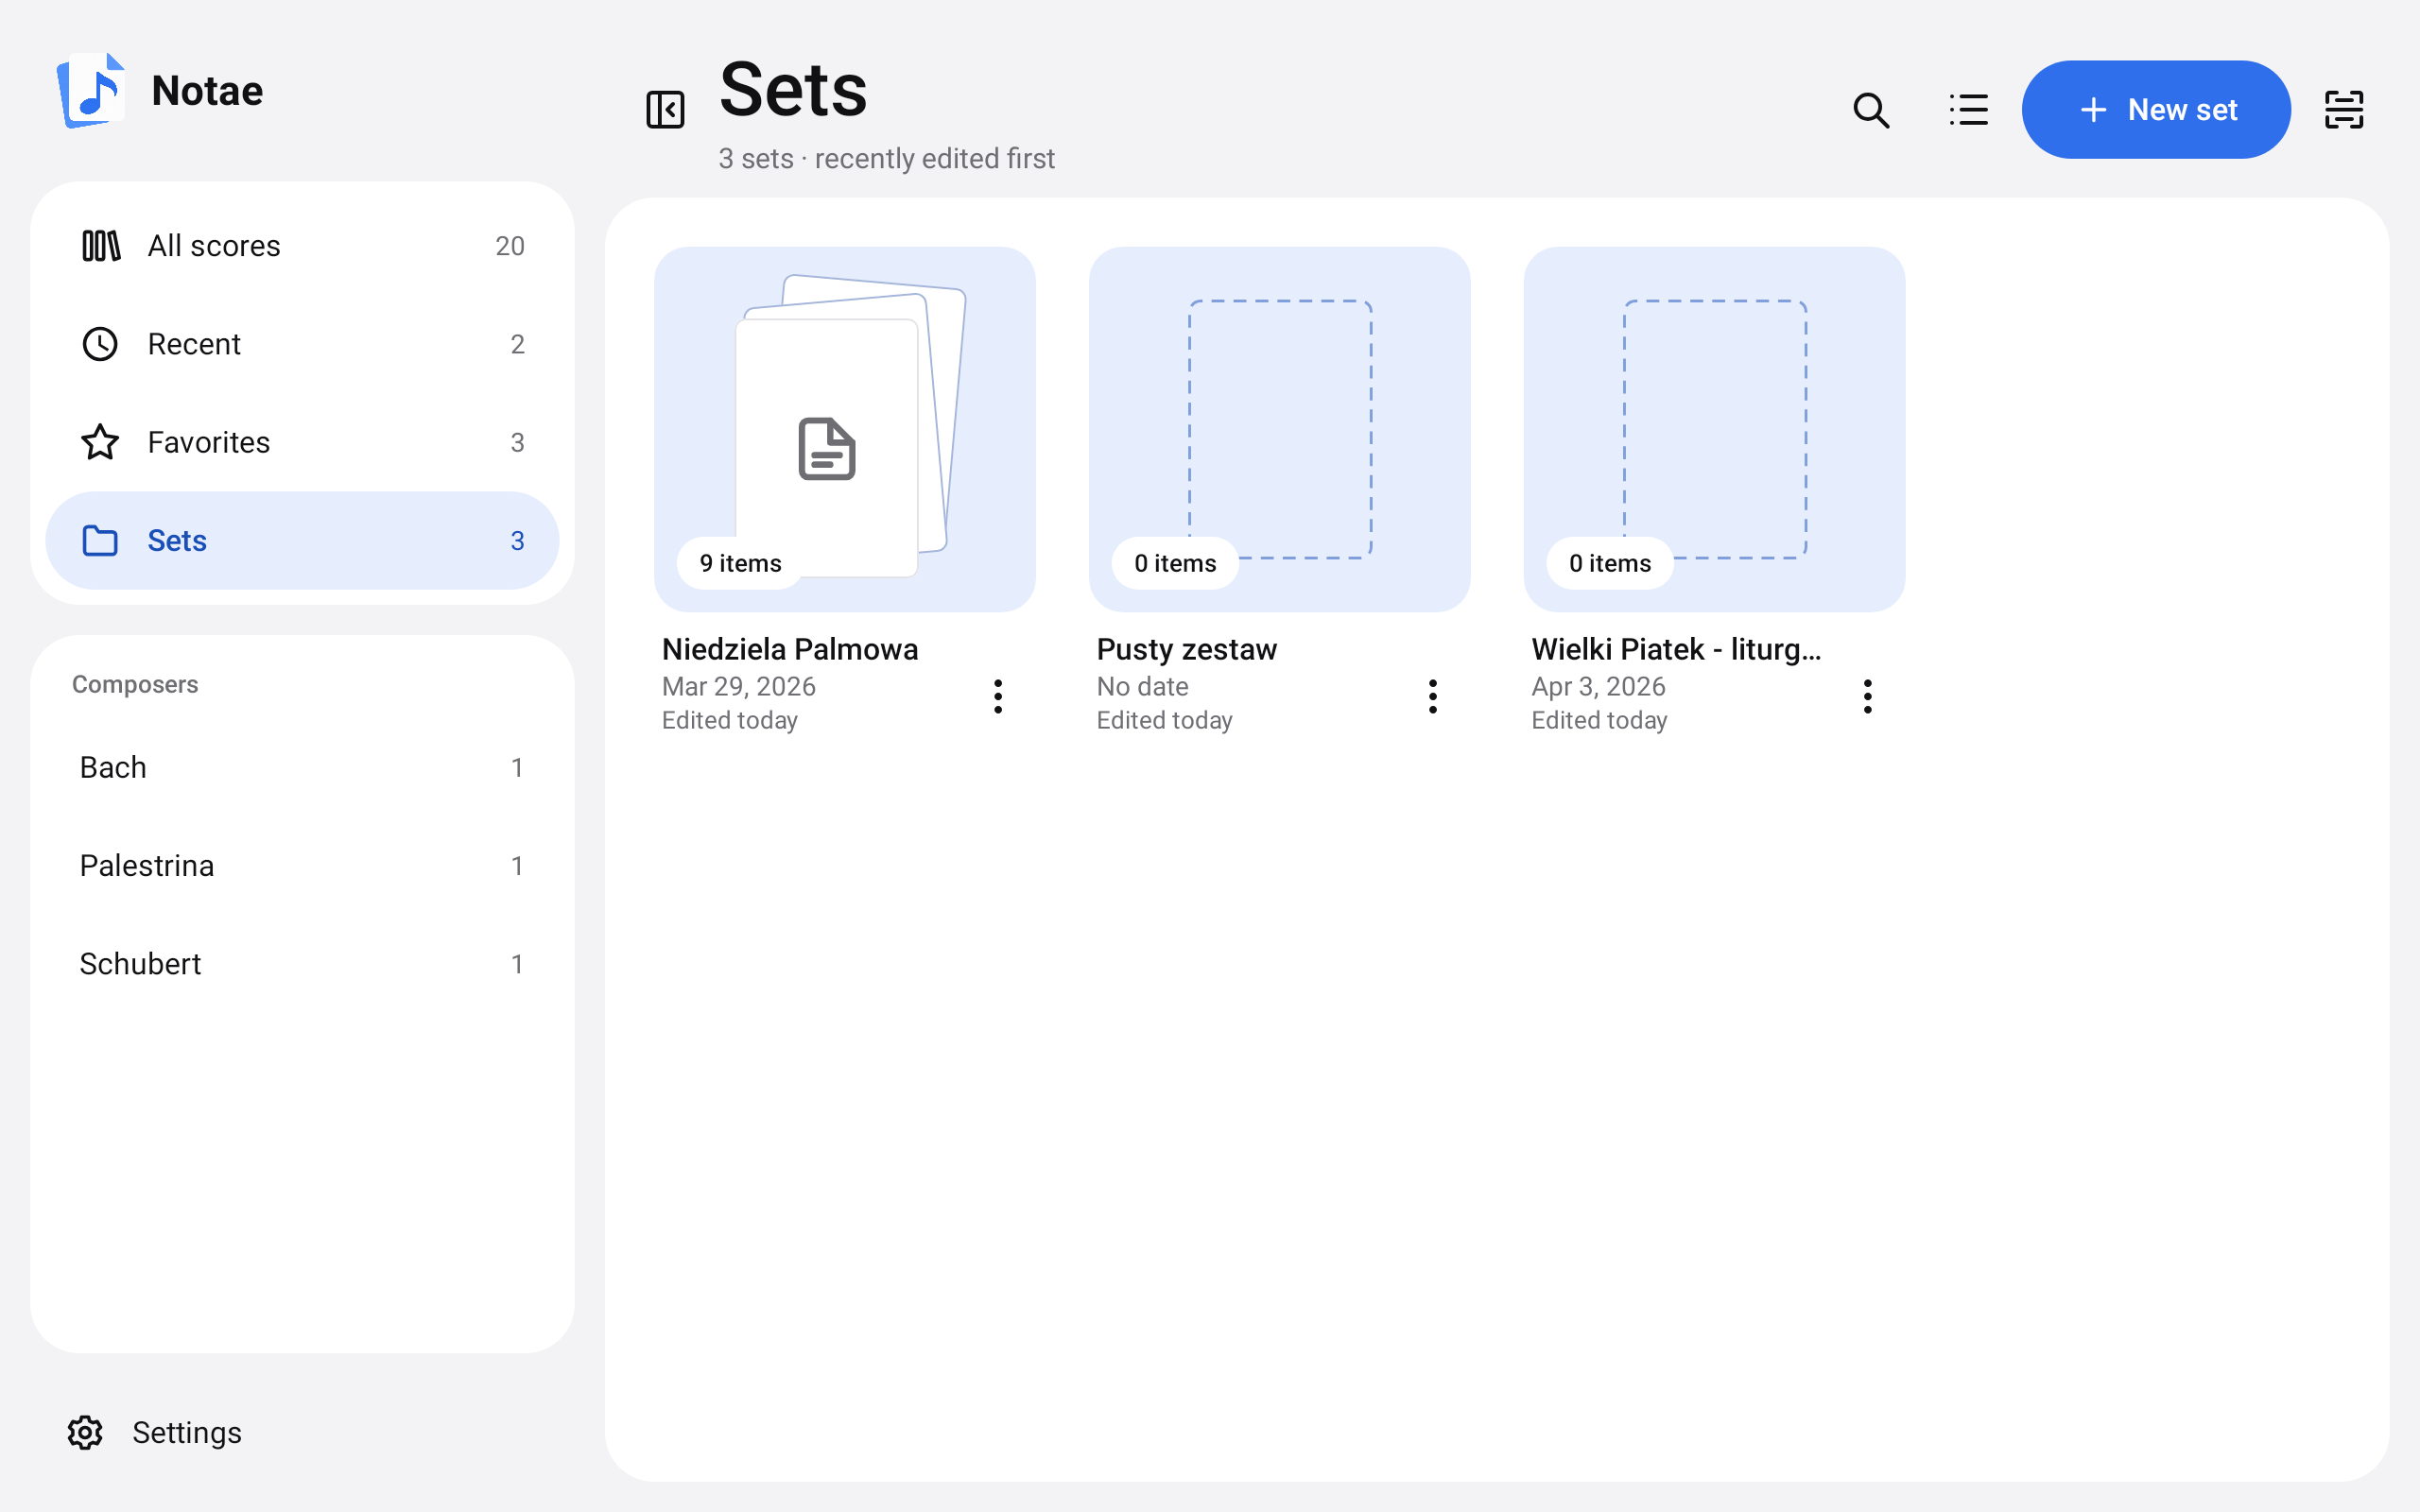 Notae
All scores 20
Recent 2
Favorites 3
Sets 3
Composers
Bach 1
Palestrina 1
Schubert 1
Settings
Sets
3 sets · recently edited first
New set
9 items
Niedziela Palmowa
Mar 29, 2026
Edited today
0 items
Pusty zestaw
No date
Edited today
0 items
Wielki Piatek - liturg...
Apr 3, 2026
Edited today